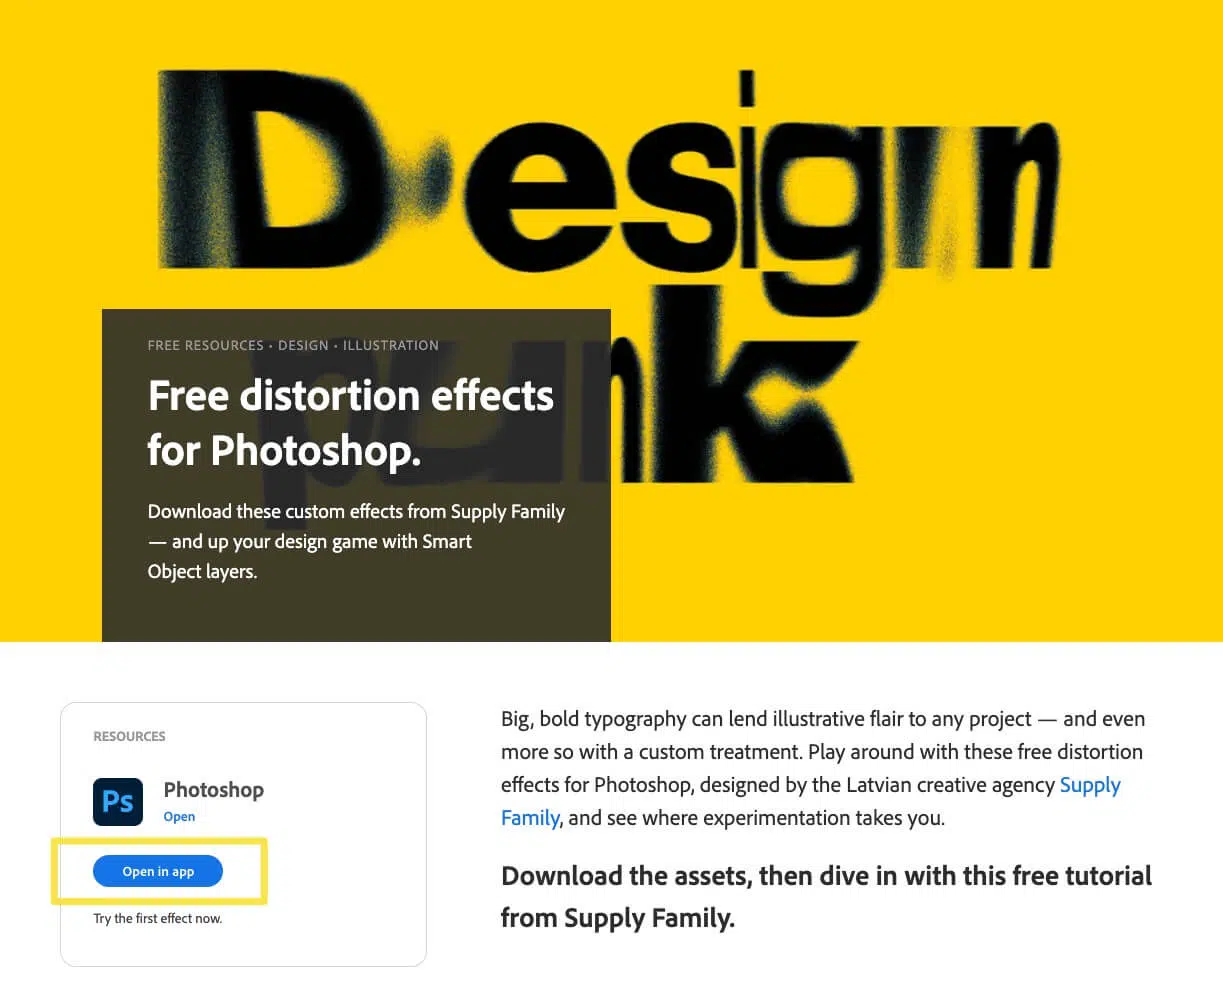 Design
punk
FREE RESOURCES • DESIGN • ILLUSTRATION
Free distortion effects
for Photoshop.
Download these custom effects from Supply Family
— and up your design game with Smart
Object layers.
RESOURCES
Ps
Photoshop
Open
Open in app
Try the first effect now.
Big, bold typography can lend illustrative flair to any project — and even
more so with a custom treatment. Play around with these free distortion
effects for Photoshop, designed by the Latvian creative agency Supply
Family, and see where experimentation takes you.
Download the assets, then dive in with this free tutorial
from Supply Family.